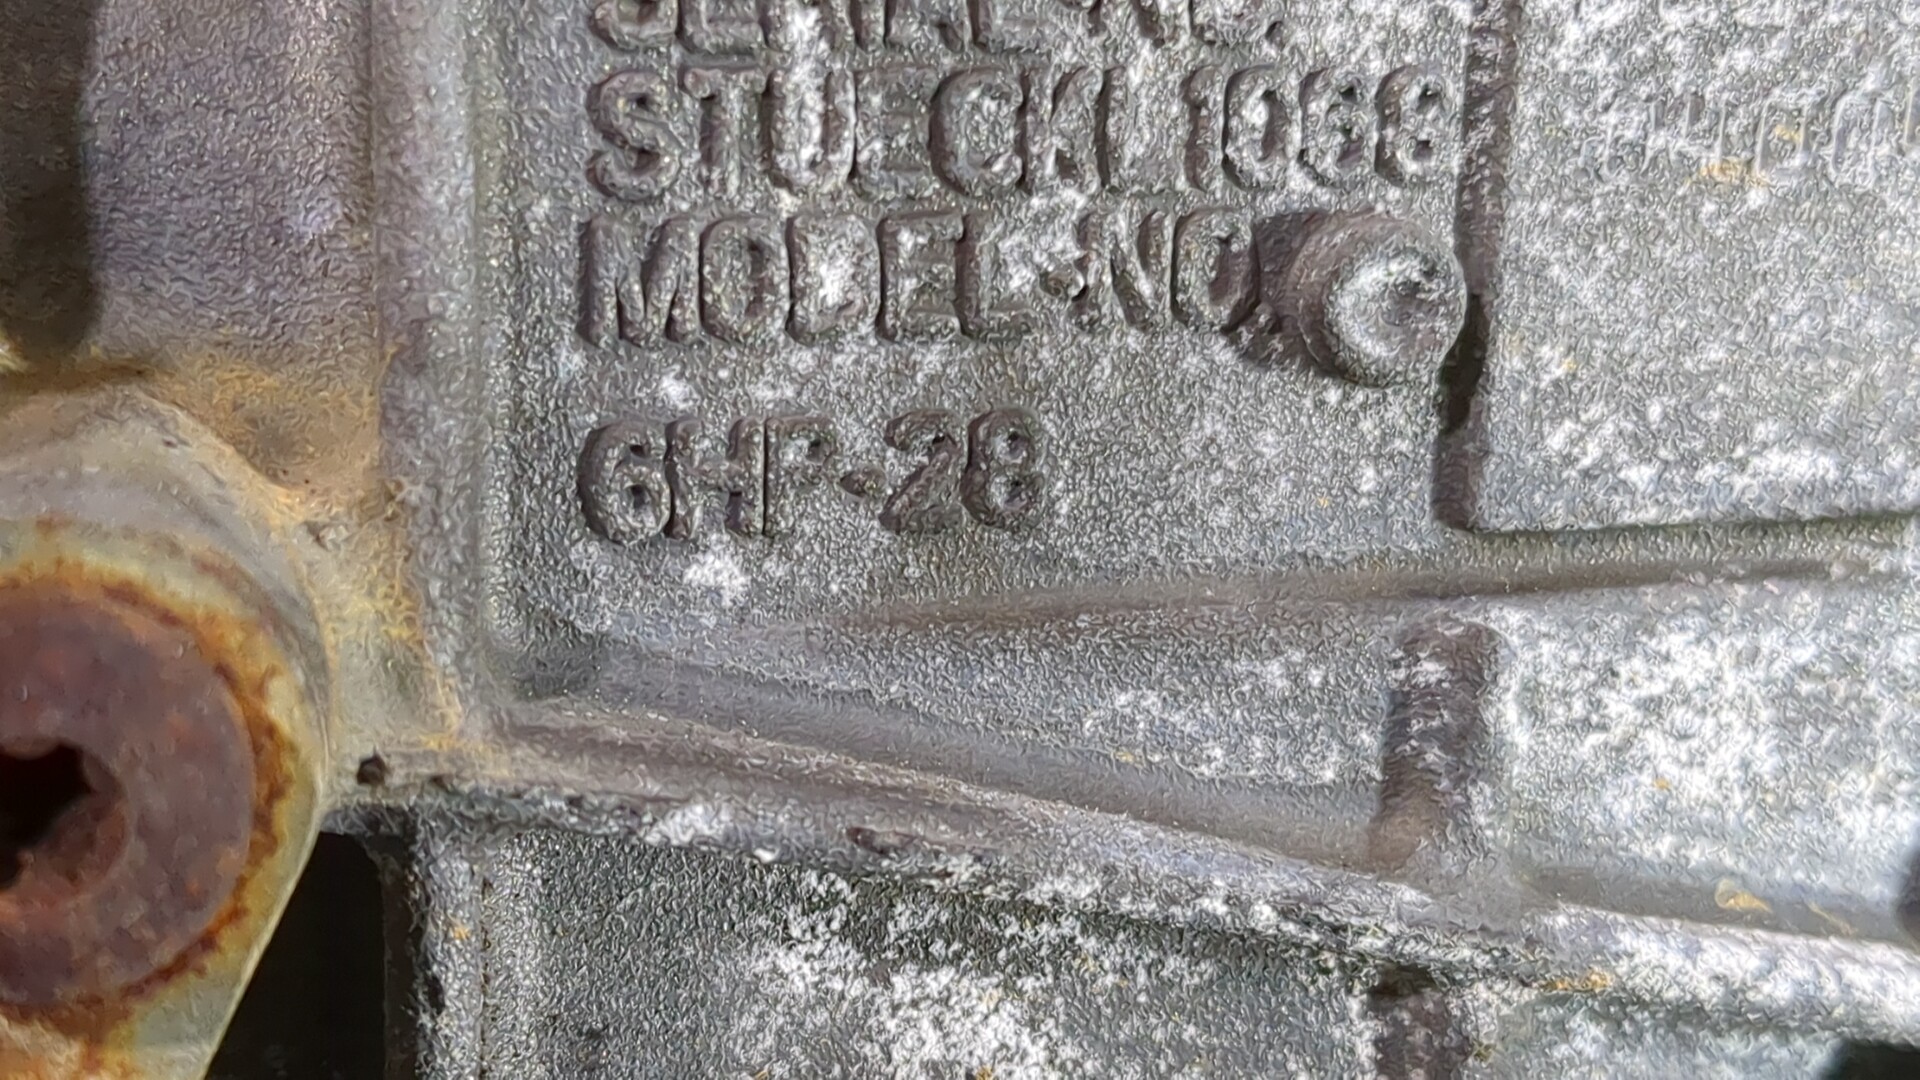 STUECKL 1068
MODEL-NO.
6HP-28